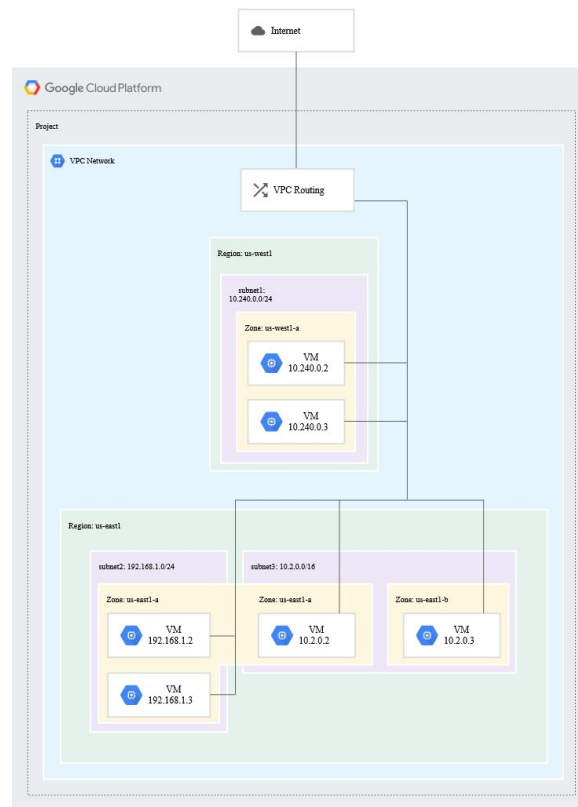 Internet
Google Cloud Platform
Project
VPC Network
VPC Routing
Region: us-west1
subnet1:
10.240.0.0/24
Zone: us-west1-a
VM
10.240.0.2
VM
10.240.0.3
Region: us-east1
subnet2: 192.168.1.0/24
subnet3: 10.2.0.0/16
Zone: us-east1-a
Zone: us-east1-a
Zone: us-east1-b
VM
192.168.1.2
VM
10.2.0.2
VM
10.2.0.3
VM
192.168.1.3